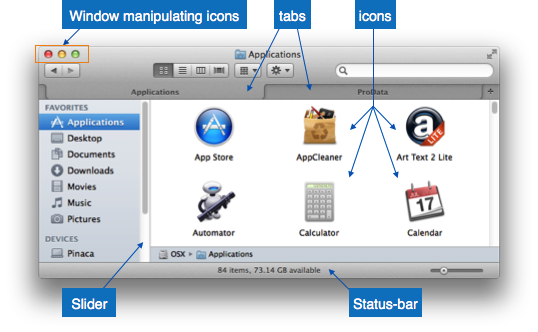 Window manipulating icons
tabs
icons
Applications
Applications
ProData
+
FAVORITES
Applications
Desktop
Documents
Downloads
Movies
Music
Pictures
DEVICES
Pinaca
App Store
AppCleaner
LITE
Art Text 2 Lite
Automator
Calculator
JUL
17
Calendar
OSX ▸ Applications
84 items, 73.14 GB available
Slider
Status-bar